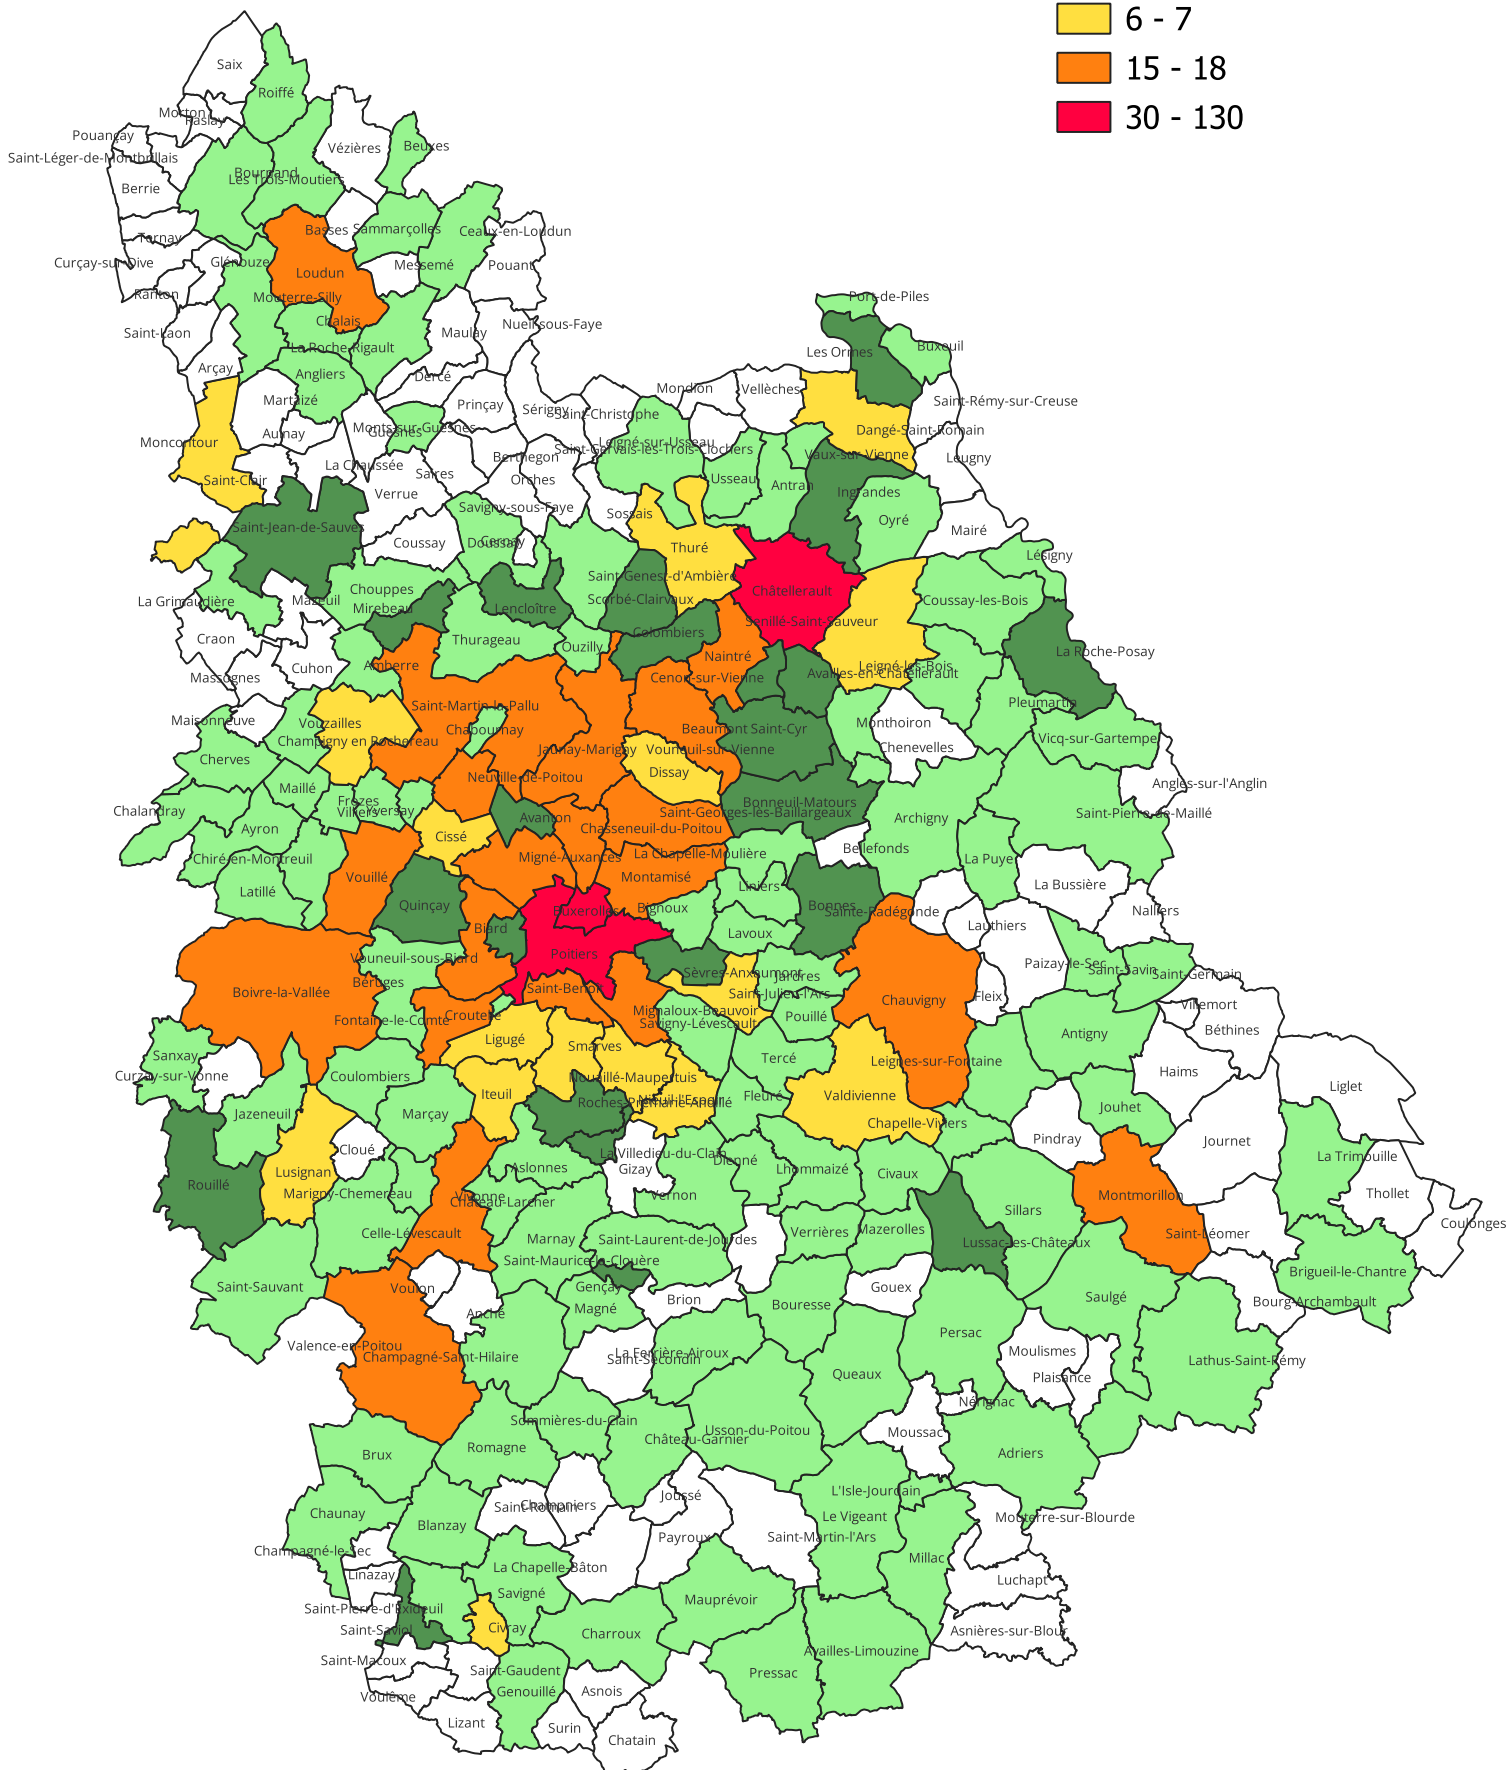 6 - 7
15 - 18
30 - 130
Saix
Roiffé
Morton
Raslay
Pouançay
Saint-Léger-de-Montbrillais
Vézières
Beuxes
Bournand
Les Trois-Moutiers
Berrie
Basses
Sammarçolles
Ceaux-en-Loudun
Ternay
Curçay-sur-Dive
Glénouze
Messemé
Pouant
Loudun
Ranton
Mouterre-Silly
Port-de-Piles
Chalais
Saint-Laon
Maulay
Nueil-sous-Faye
La Roche-Rigault
Les Ormes
Buxeuil
Arçay
Angliers
Dercé
Mondion
Vellèches
Martaizé
Prinçay
Sérigny
Saint-Christophe
Saint-Rémy-sur-Creuse
Moncontour
Aulnay
Guesnes
Monts-sur-Guesnes
Leigné-sur-Usseau
Saint-Gervais-les-Trois-Clochers
Dangé-Saint-Romain
La Chaussée
Saires
Berthegon
Vaux-sur-Vienne
Leugny
Saint-Clair
Verrue
Orches
Usseau
Antran
Ingrandes
Savigny-sous-Faye
Sossais
Oyré
Saint-Jean-de-Sauves
Coussay
Doussay
Cernay
Thuré
Mairé
Lésigny
Chouppes
Saint-Genest-d'Ambière
Châtellerault
La Grimaudière
Mazeuil
Mirebeau
Lencloître
Scorbé-Clairvaux
Coussay-les-Bois
Senillé-Saint-Sauveur
Craon
Thurageau
Ouzilly
Colombiers
Naintré
La Roche-Posay
Cuhon
Amberre
Massognes
Cenon-sur-Vienne
Availles-en-Châtellerault
Leigné-les-Bois
Saint-Martin-la-Pallu
Pleumartin
Maisonneuve
Vouzailles
Chabournay
Beaumont Saint-Cyr
Monthoiron
Champigny en Rochereau
Jaunay-Marigny
Vouneuil-sur-Vienne
Chenevelles
Vicq-sur-Gartempe
Cherves
Neuville-de-Poitou
Dissay
Angles-sur-l'Anglin
Maillé
Frozes
Villiers
Yversay
Bonneuil-Matours
Saint-Georges-lès-Baillargeaux
Chalandray
Avanton
Archigny
Saint-Pierre-de-Maillé
Ayron
Cissé
Chasseneuil-du-Poitou
Chiré-en-Montreuil
Migné-Auxances
La Chapelle-Moulière
Bellefonds
La Puye
Latillé
Vouillé
Montamisé
Liniers
La Bussière
Quinçay
Buxerolles
Bignoux
Bonnes
Sainte-Radégonde
Nalliers
Biard
Lavoux
Lauthiers
Poitiers
Vouneuil-sous-Biard
Sèvres-Anxaumont
Jardres
Paizay-le-Sec
Saint-Savin
Saint-Germain
Béruges
Boivre-la-Vallée
Saint-Benoît
Saint-Julien-l'Ars
Chauvigny
Fleix
Villemort
Fontaine-le-Comte
Croutelle
Mignaloux-Beauvoir
Savigny-Lévescault
Pouillé
Béthines
Ligugé
Smarves
Antigny
Sanxay
Curzay-sur-Vonne
Coulombiers
Tercé
Leignes-sur-Fontaine
Haims
Nouaillé-Maupertuis
Liglet
Iteuil
Nieuil-l'Espoir
Roches-Prémarie-Andillé
Fleuré
Valdivienne
Jazeneuil
Marçay
Jouhet
Chapelle-Viviers
Cloué
Pindray
Journet
La Villedieu-du-Clain
Gizay
Dienné
La Trimouille
Lusignan
Aslonnes
Lhommaizé
Civaux
Rouillé
Marigny-Chemereau
Vivonne
Château-Larcher
Vernon
Montmorillon
Thollet
Sillars
Coulonges
Celle-Lévescault
Marnay
Saint-Laurent-de-Jourdes
Verrières
Mazerolles
Lussac-les-Châteaux
Saint-Léomer
Saint-Maurice-la-Clouère
Brigueil-le-Chantre
Saint-Sauvant
Voulon
Gençay
Gouex
Magné
Brion
Bouresse
Saulgé
Bourg-Archambault
Anché
Valence-en-Poitou
Champagné-Saint-Hilaire
La Ferrière-Airoux
Saint-Secondin
Persac
Moulismes
Lathus-Saint-Rémy
Queaux
Plaisance
Nérignac
Sommières-du-Clain
Château-Garnier
Usson-du-Poitou
Moussac
Brux
Romagne
Adriers
L'Isle-Jourdain
Chaunay
Saint-Romain
Champniers
Joussé
Le Vigeant
Mouterre-sur-Blourde
Blanzay
Payroux
Saint-Martin-l'Ars
Champagné-le-Sec
Linazay
La Chapelle-Bâton
Millac
Luchapt
Savigné
Mauprévoir
Saint-Pierre-d'Exideuil
Saint-Saviol
Civray
Charroux
Asnières-sur-Blour
Availles-Limouzine
Saint-Macoux
Saint-Gaudent
Pressac
Voulême
Genouillé
Asnois
Lizant
Surin
Chatain